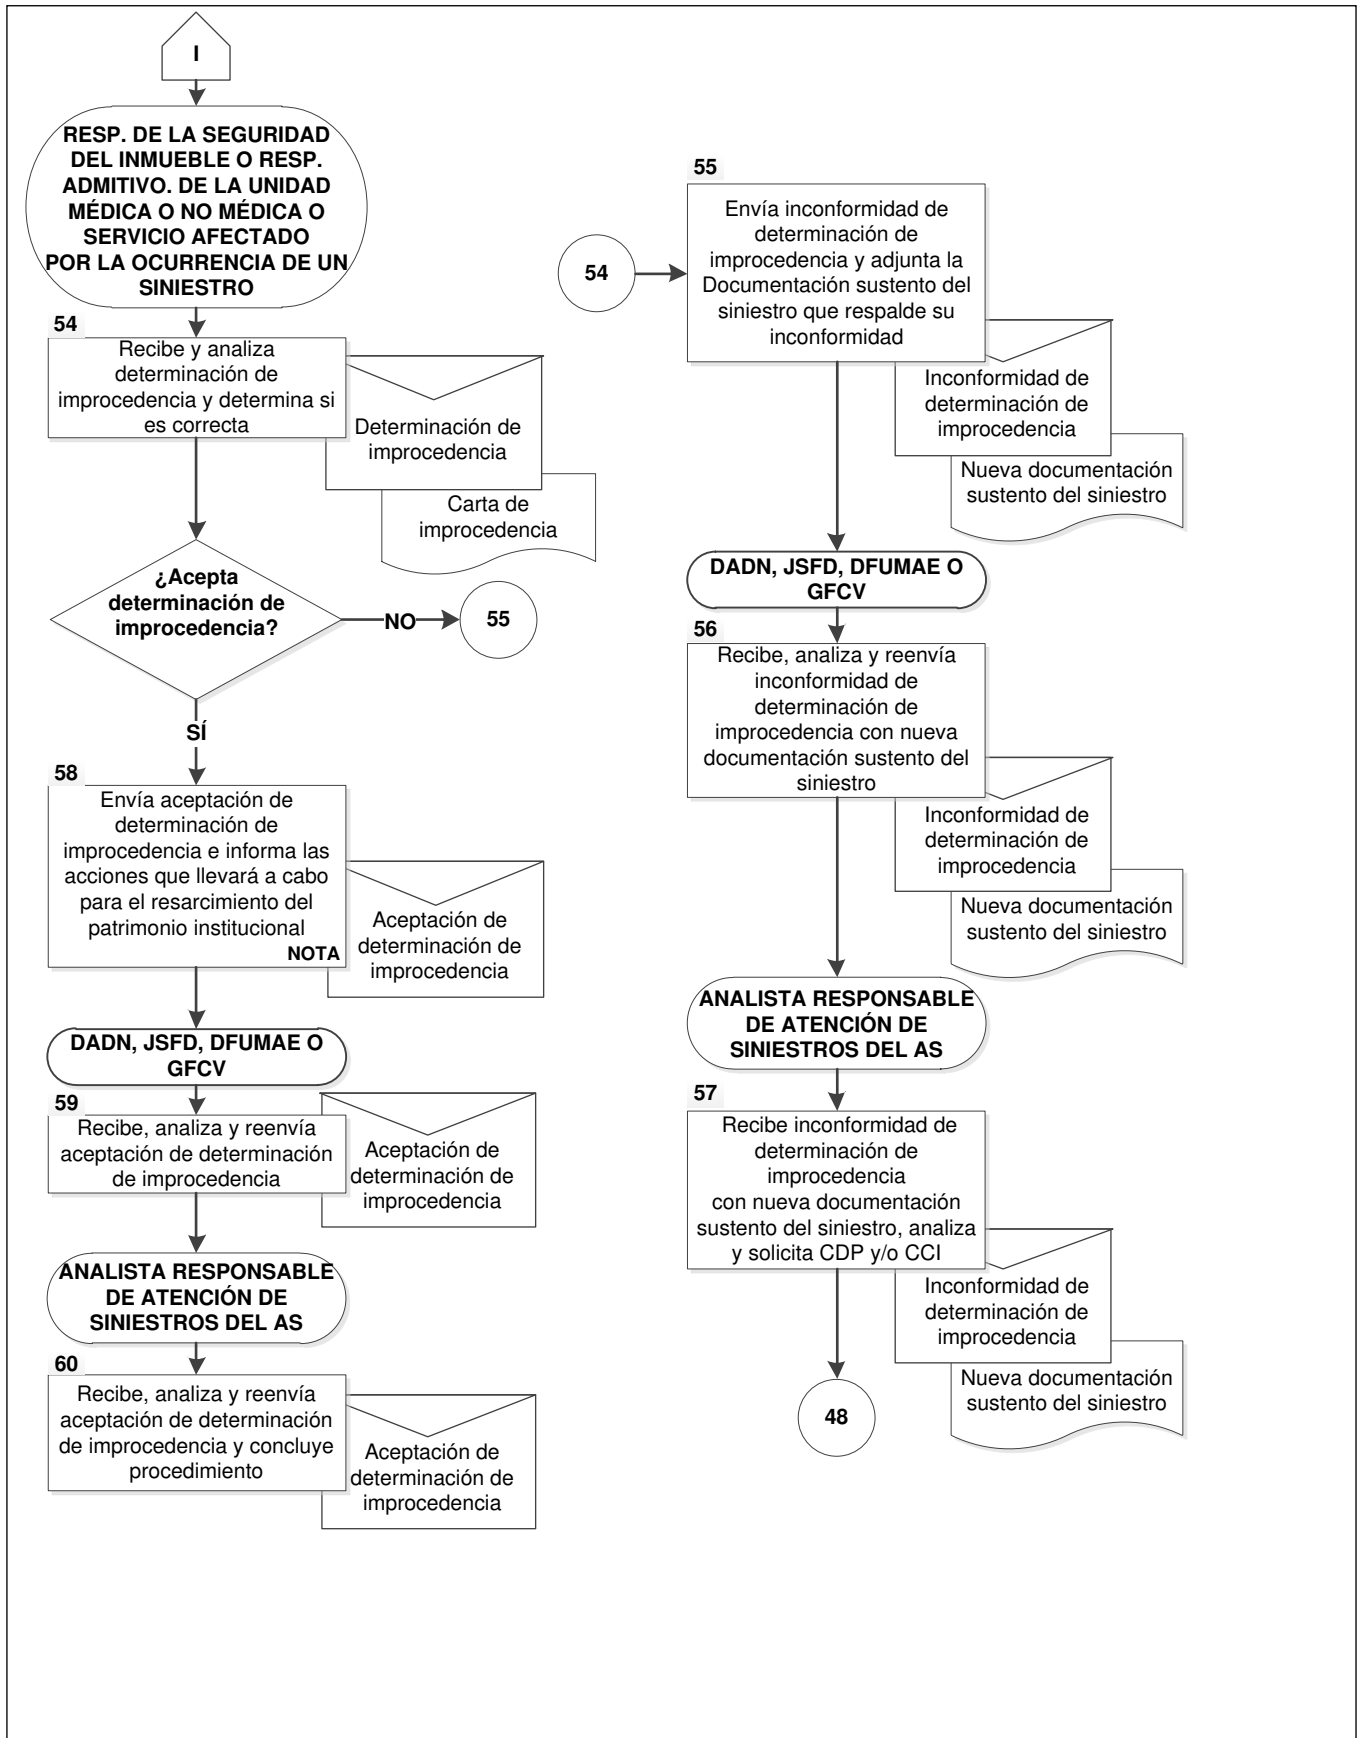 I
RESP. DE LA SEGURIDAD
DEL INMUEBLE O RESP.
ADMITIVO. DE LA UNIDAD
MÉDICA O NO MÉDICA O
SERVICIO AFECTADO
POR LA OCURRENCIA DE UN
SINIESTRO
54
Recibe y analiza
determinación de
improcedencia y determina si
es correcta
Determinación de
improcedencia
Carta de
improcedencia
¿Acepta
determinación de
improcedencia?
NO
55
SÍ
58
Envía aceptación de
determinación de
improcedencia e informa las
acciones que llevará a cabo
para el resarcimiento del
patrimonio institucional
NOTA
Aceptación de
determinación de
improcedencia
DADN, JSFD, DFUMAE O
GFCV
59
Recibe, analiza y reenvía
aceptación de determinación
de improcedencia
Aceptación de
determinación de
improcedencia
ANALISTA RESPONSABLE
DE ATENCIÓN DE
SINIESTROS DEL AS
60
Recibe, analiza y reenvía
aceptación de determinación
de improcedencia y concluye
procedimiento
Aceptación de
determinación de
improcedencia
54
55
Envía inconformidad de
determinación de
improcedencia y adjunta la
Documentación sustento del
siniestro que respalde su
inconformidad
Inconformidad de
determinación de
improcedencia
Nueva documentación
sustento del siniestro
DADN, JSFD, DFUMAE O
GFCV
56
Recibe, analiza y reenvía
inconformidad de
determinación de
improcedencia con nueva
documentación sustento del
siniestro
Inconformidad de
determinación de
improcedencia
Nueva documentación
sustento del siniestro
ANALISTA RESPONSABLE
DE ATENCIÓN DE
SINIESTROS DEL AS
57
Recibe inconformidad de
determinación de
improcedencia
con nueva documentación
sustento del siniestro, analiza
y solicita CDP y/o CCI
Inconformidad de
determinación de
improcedencia
Nueva documentación
sustento del siniestro
48